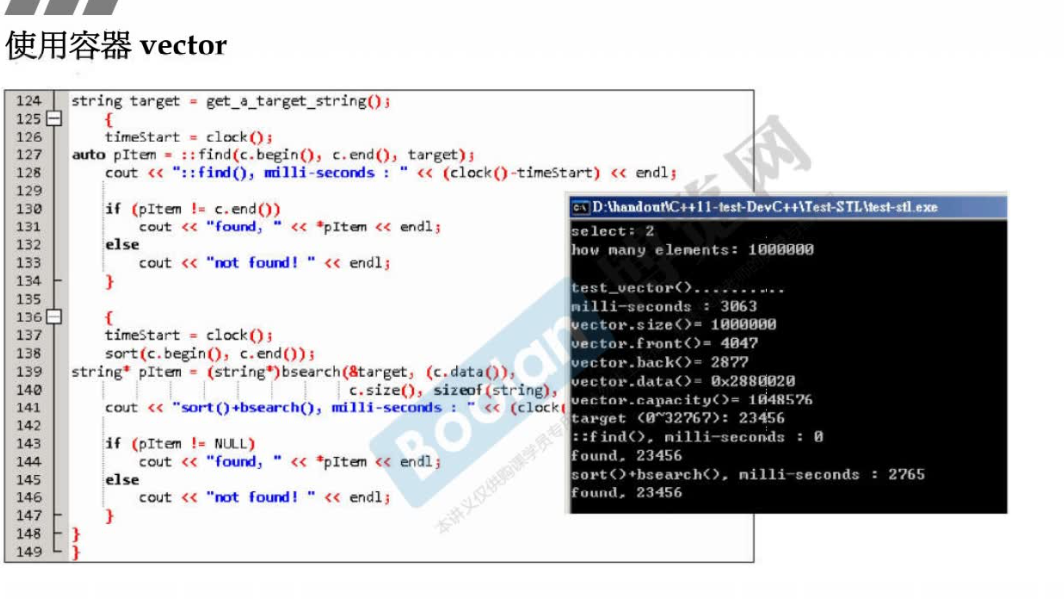 使用容器 vector
124 string target = get_a_target_string();
125 {
126 timeStart = clock();
127 auto pItem = ::find(c.begin(), c.end(), target);
128 cout << "::find(), milli-seconds : " << (clock()-timeStart) << endl;
129
130 if (pItem != c.end())
131 cout << "found, " << *pItem << endl;
132 else
133 cout << "not found! " << endl;
134 }
135
136 {
137 timeStart = clock();
138 sort(c.begin(), c.end());
139 string* pItem = (string*)bsearch(&target, (c.data()),
140 c.size(), sizeof(string),
141 cout << "sort()+bsearch(), milli-seconds : " << (clock(
142
143 if (pItem != NULL)
144 cout << "found, " << *pItem << endl;
145 else
146 cout << "not found! " << endl;
147 }
148 }
149 }
D:\handout\C++11-test-DevC++\Test-STL\test-stl.exe
select: 2
how many elements: 1000000
test_vector()..........
milli-seconds : 3063
vector.size()= 1000000
vector.front()= 4047
vector.back()= 2877
vector.data()= 0x2880020
vector.capacity()= 1048576
target (0~32767): 23456
::find(), milli-seconds : 0
found, 23456
sort()+bsearch(), milli-seconds : 2765
found, 23456
Boolan
本讲义仅供购课学员专